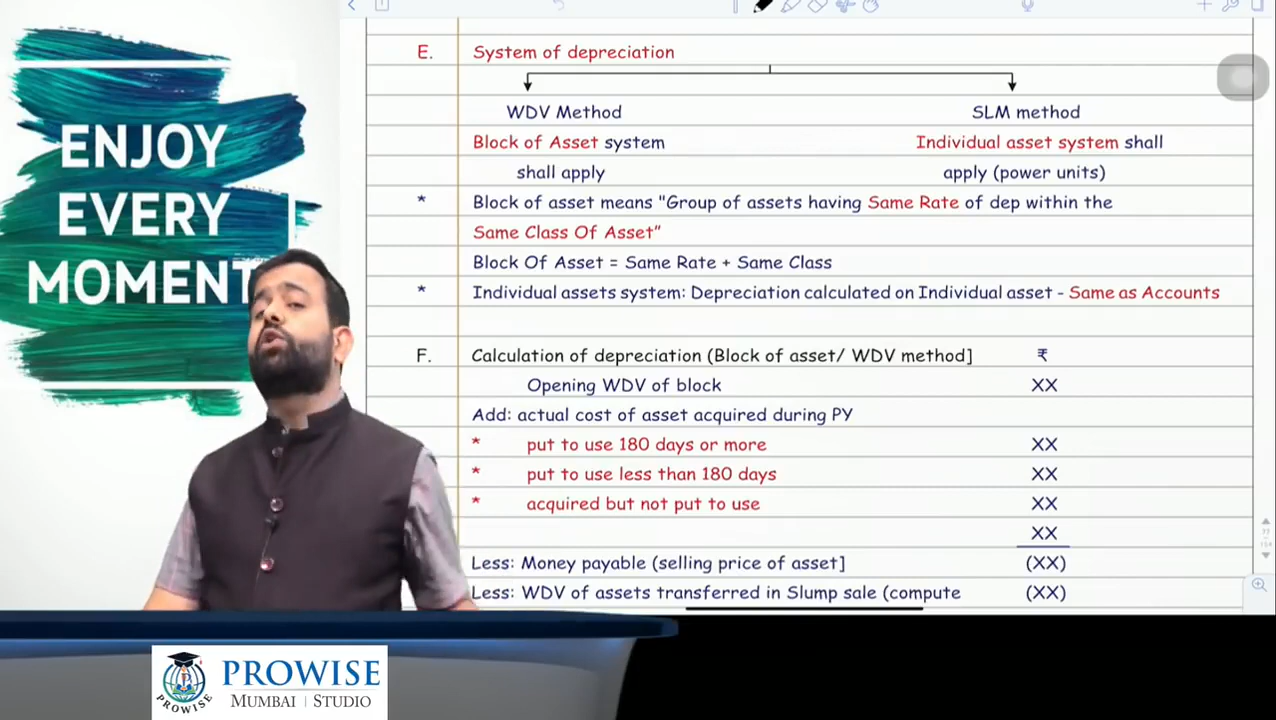 ENJOY
EVERY
MOMENT
E. System of depreciation
WDV Method SLM method
Block of Asset system Individual asset system shall
shall apply apply (power units)
* Block of asset means "Group of assets having Same Rate of dep within the
Same Class Of Asset”
Block Of Asset = Same Rate + Same Class
* Individual assets system: Depreciation calculated on Individual asset - Same as Accounts
F. Calculation of depreciation (Block of asset/ WDV method] ₹
Opening WDV of block XX
Add: actual cost of asset acquired during PY
* put to use 180 days or more XX
* put to use less than 180 days XX
* acquired but not put to use XX
XX
Less: Money payable (selling price of asset] (XX)
Less: WDV of assets transferred in Slump sale (compute (XX)
PROWISE
PROWISE
MUMBAI | STUDIO